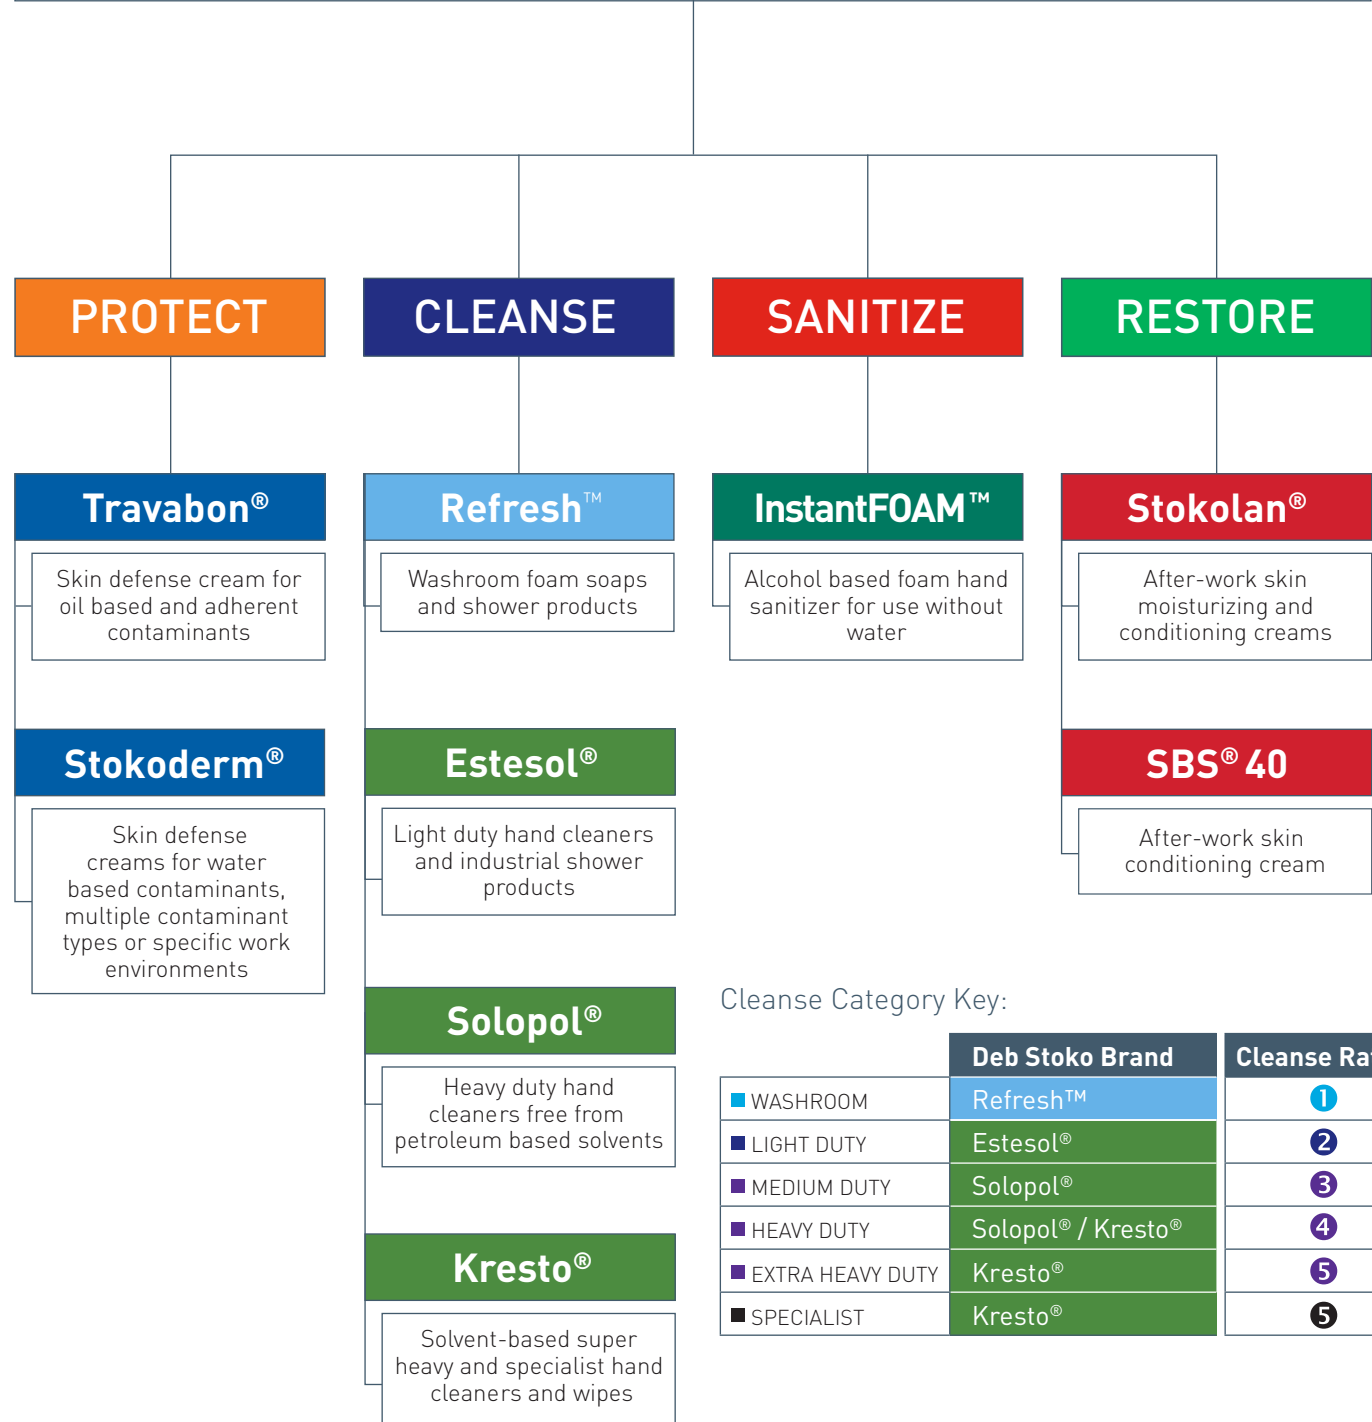 PROTECT
CLEANSE
SANITIZE
RESTORE
Travabon®
Skin defense cream for
oil based and adherent
contaminants
Stokoderm®
Skin defense
creams for water
based contaminants,
multiple contaminant
types or specific work
environments
Refresh™
Washroom foam soaps
and shower products
Estesol®
Light duty hand cleaners
and industrial shower
products
Solopol®
Heavy duty hand
cleaners free from
petroleum based solvents
Kresto®
Solvent-based super
heavy and specialist hand
cleaners and wipes
InstantFOAM™
Alcohol based foam hand
sanitizer for use without
water
Stokolan®
After-work skin
moisturizing and
conditioning creams
SBS® 40
After-work skin
conditioning cream
Cleanse Category Key:
Deb Stoko Brand Cleanse
WASHROOM Refresh™ 1
LIGHT DUTY Estesol® 2
MEDIUM DUTY Solopol® 3
HEAVY DUTY Solopol® / Kresto® 4
EXTRA HEAVY DUTY Kresto® 5
SPECIALIST Kresto® 5